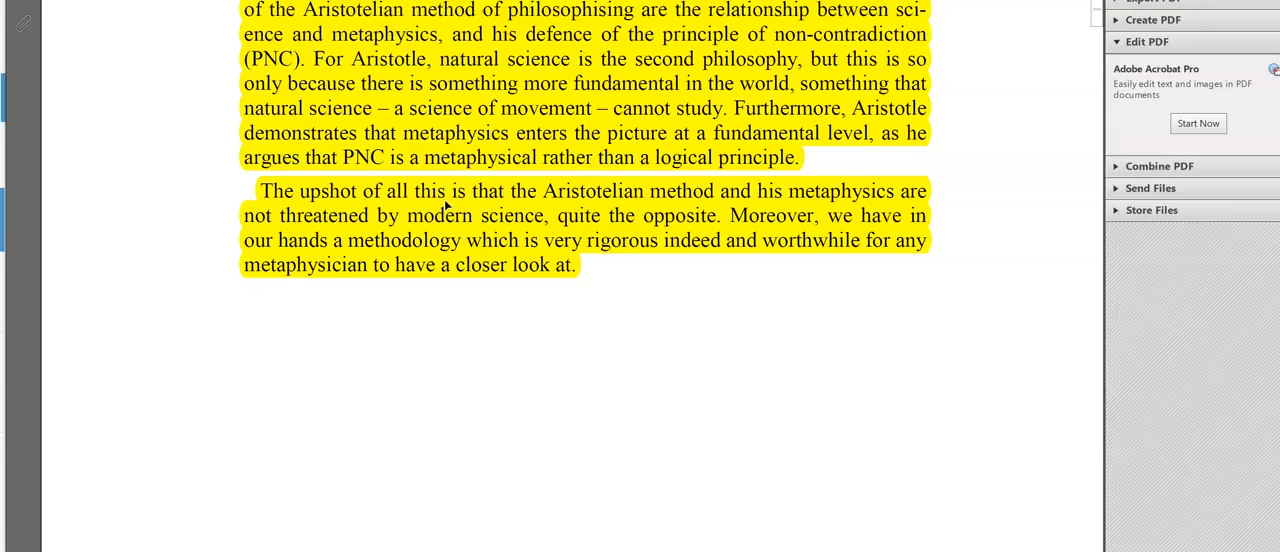 of the Aristotelian method of philosophising are the relationship between sci-
ence and metaphysics, and his defence of the principle of non-contradiction
(PNC). For Aristotle, natural science is the second philosophy, but this is so
only because there is something more fundamental in the world, something that
natural science – a science of movement – cannot study. Furthermore, Aristotle
demonstrates that metaphysics enters the picture at a fundamental level, as he
argues that PNC is a metaphysical rather than a logical principle.
The upshot of all this is that the Aristotelian method and his metaphysics are
not threatened by modern science, quite the opposite. Moreover, we have in
our hands a methodology which is very rigorous indeed and worthwhile for any
metaphysician to have a closer look at.
Create PDF
Edit PDF
Adobe Acrobat Pro
Easily edit text and images in PDF
documents
Start Now
Combine PDF
Send Files
Store Files